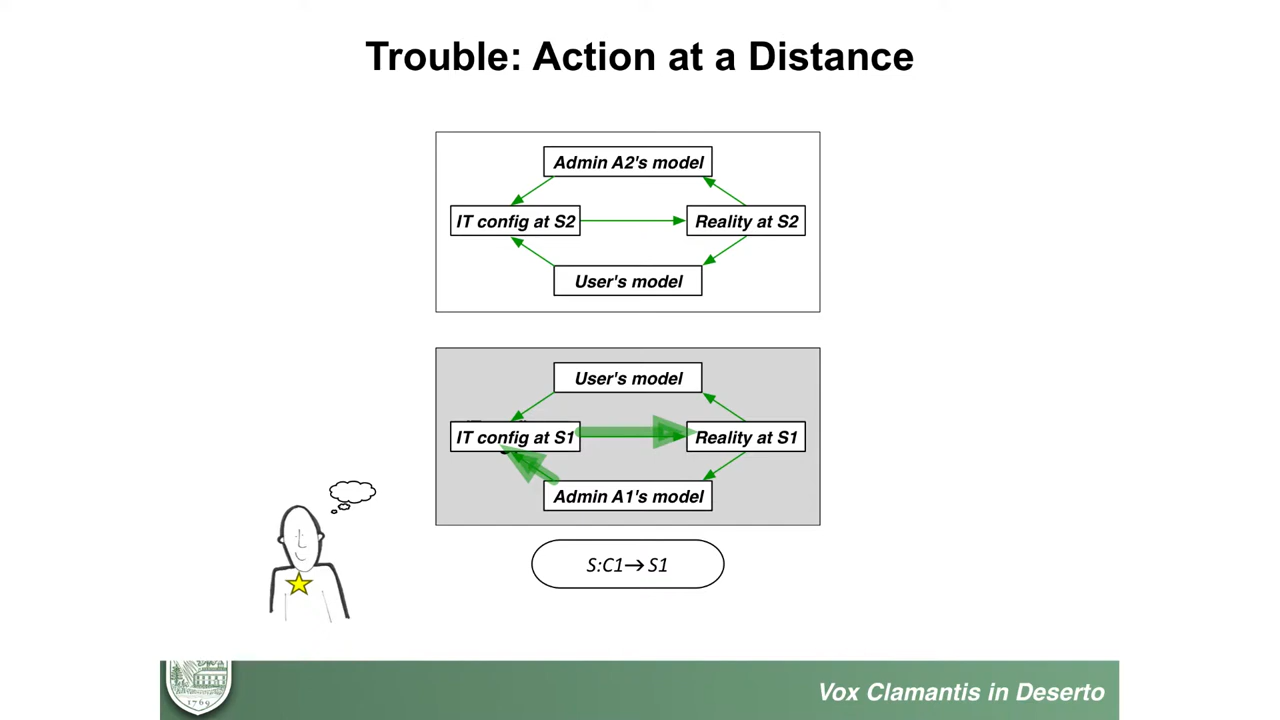 Trouble: Action at a Distance
Admin A2's model
IT config at S2
Reality at S2
User's model
User's model
IT config at S1
Reality at S1
Admin A1's model
S:C1→S1
Vox Clamantis in Deserto
1769